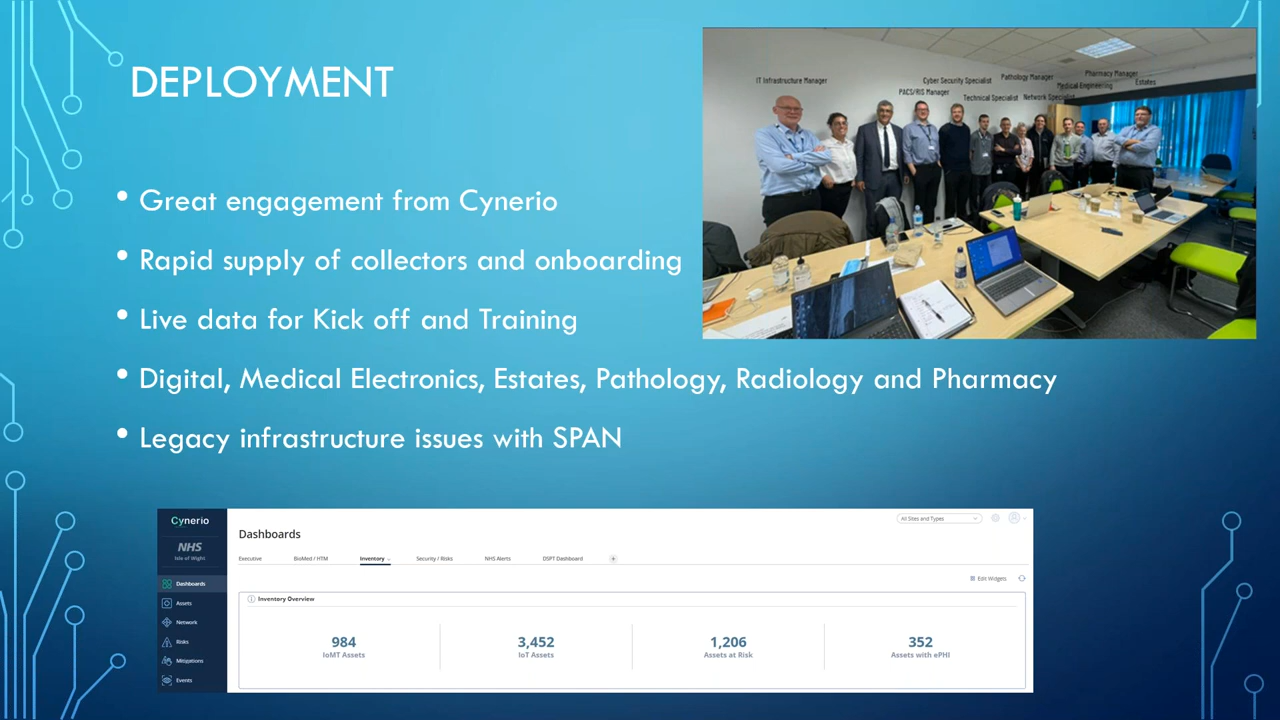 DEPLOYMENT
IT Infrastructure Manager
Cyber Security Specialist
Pathology Manager
Pharmacy Manager
PACS/RIS Manager
Technical Specialist
Network Specialist
Medical Engineering
Estates
• Great engagement from Cynerio
• Rapid supply of collectors and onboarding
• Live data for Kick off and Training
• Digital, Medical Electronics, Estates, Pathology, Radiology and Pharmacy
• Legacy infrastructure issues with SPAN
Cynerio
NHS
Isle of Wight
Dashboards
Assets
Network
Risks
Mitigations
Events
All Sites and Types
Dashboards
Executive
BioMed / HTM
Inventory
Security / Risks
NHS Alerts
DSPT Dashboard
Edit Widgets
Inventory Overview
984
IoMT Assets
3,452
IoT Assets
1,206
Assets at Risk
352
Assets with ePHI